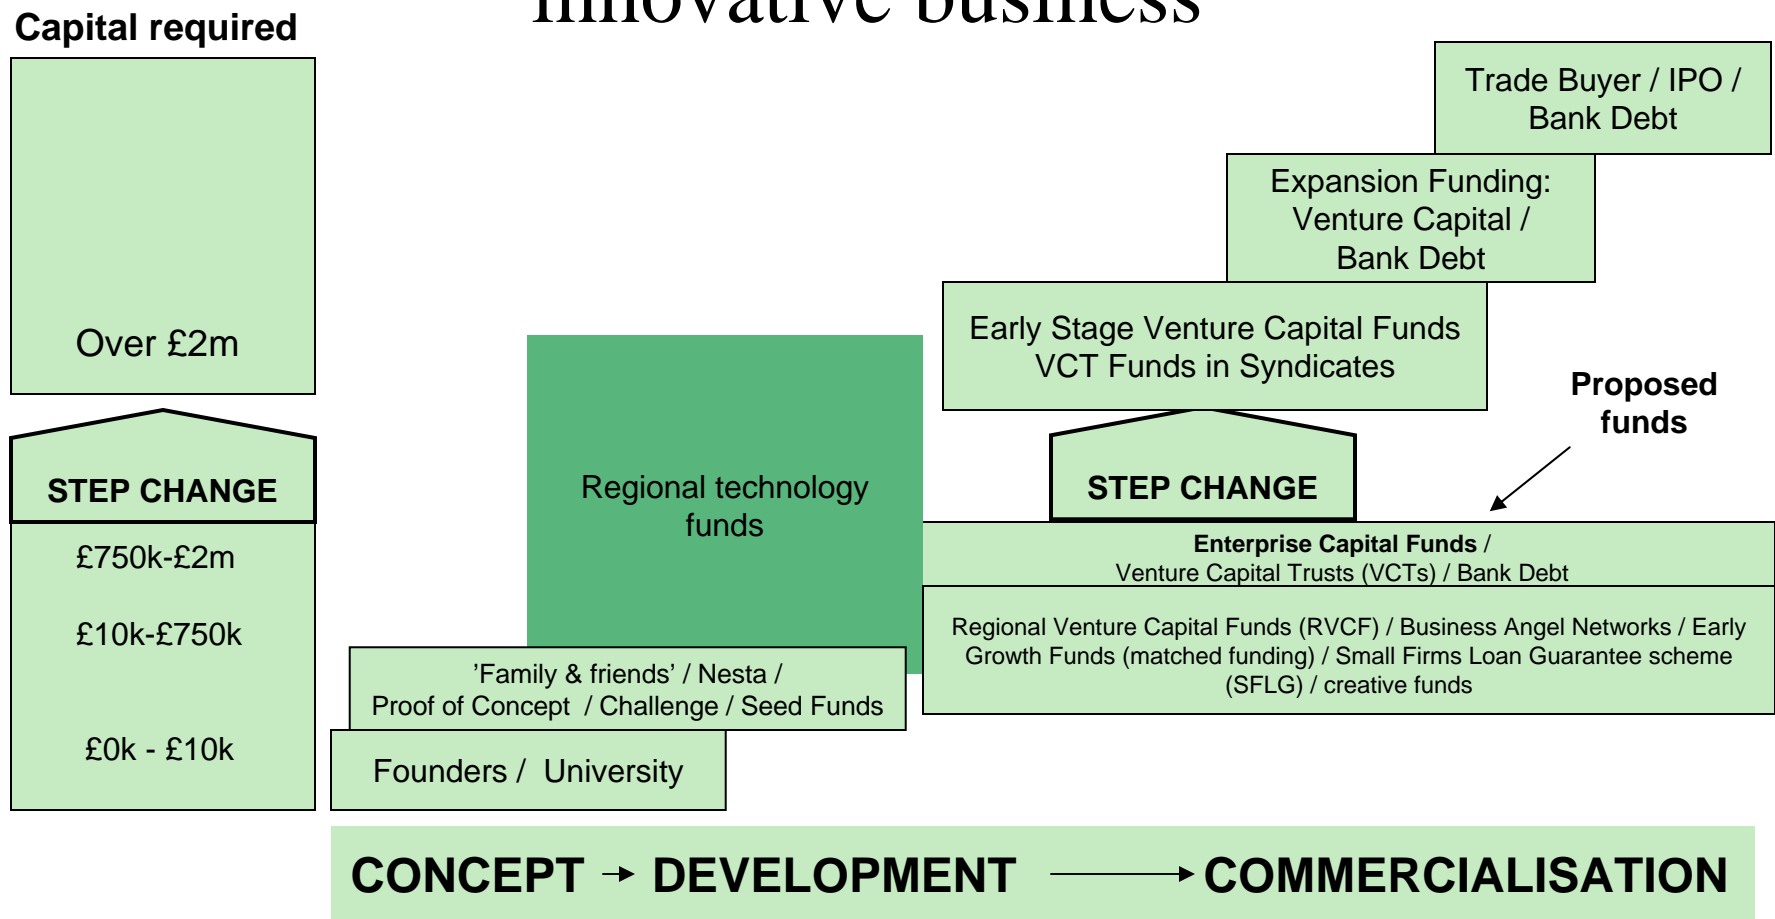 innovative business
Capital required
Trade Buyer / IPO /
Bank Debt
Expansion Funding:
Venture Capital /
Bank Debt
Over £2m
Early Stage Venture Capital Funds
VCT Funds in Syndicates
Proposed
funds
STEP CHANGE
Regional technology
funds
STEP CHANGE
£750k-£2m
Enterprise Capital Funds /
Venture Capital Trusts (VCTs) / Bank Debt
£10k-£750k
Regional Venture Capital Funds (RVCF) / Business Angel Networks / Early
Growth Funds (matched funding) / Small Firms Loan Guarantee scheme
(SFLG) / creative funds
’Family & friends’ / Nesta /
Proof of Concept / Challenge / Seed Funds
£0k - £10k
Founders / University
CONCEPT → DEVELOPMENT → COMMERCIALISATION